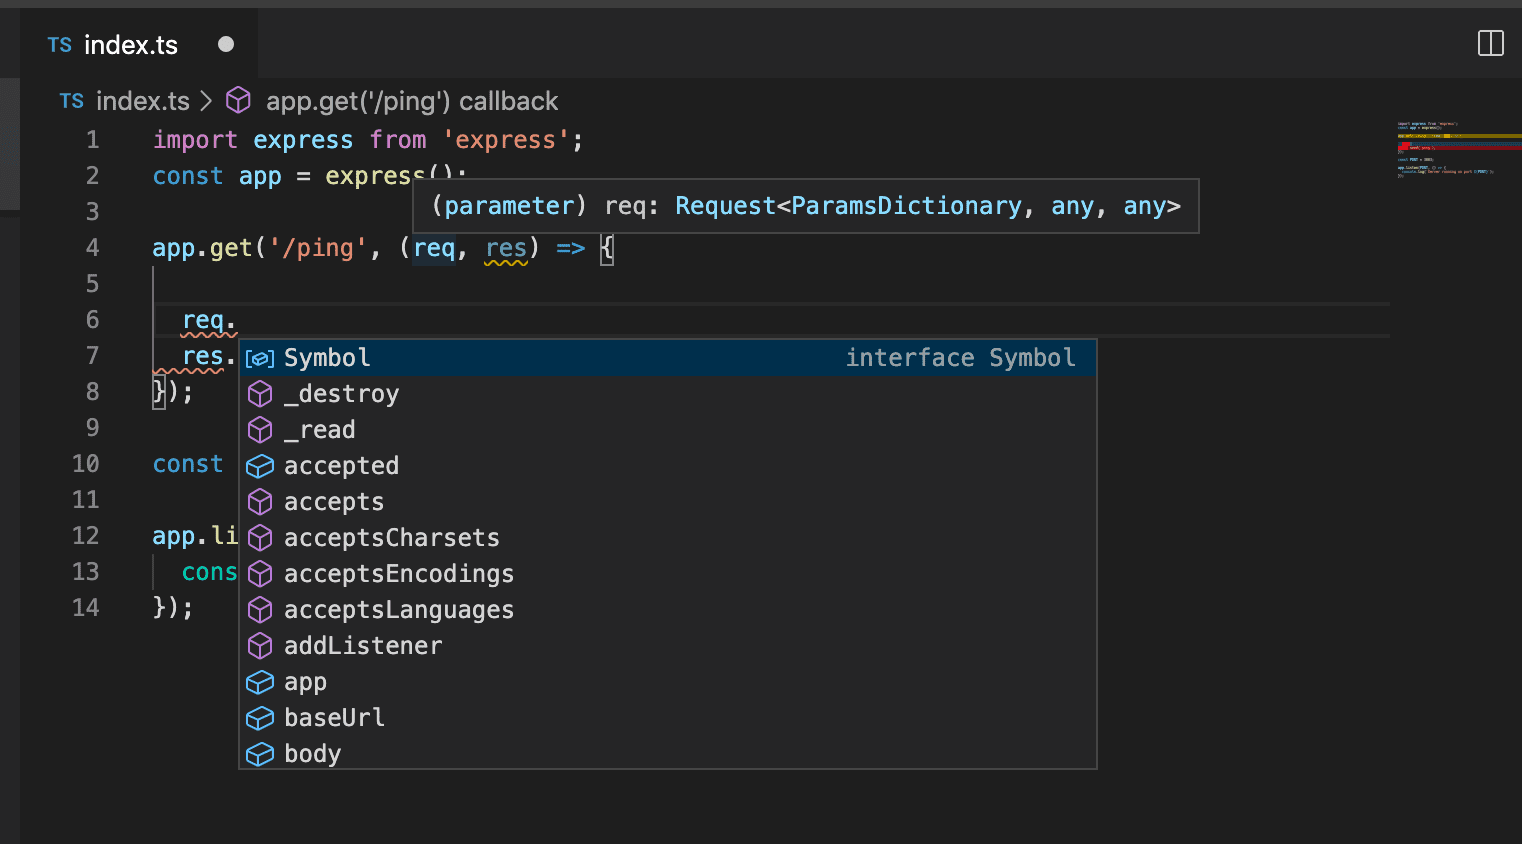 TS index.ts
TS index.ts > app.get('/ping') callback
1 import express from 'express';
2 const app = express();
(parameter) req: Request<ParamsDictionary, any, any>
3
4 app.get('/ping', (req, res) => {
5
6 req.
7 res.
Symbol interface Symbol
8 });
_destroy
9
_read
10 const
accepted
11
accepts
12 app.li
acceptsCharsets
13 cons
acceptsEncodings
14 });
acceptsLanguages
addListener
app
baseUrl
body